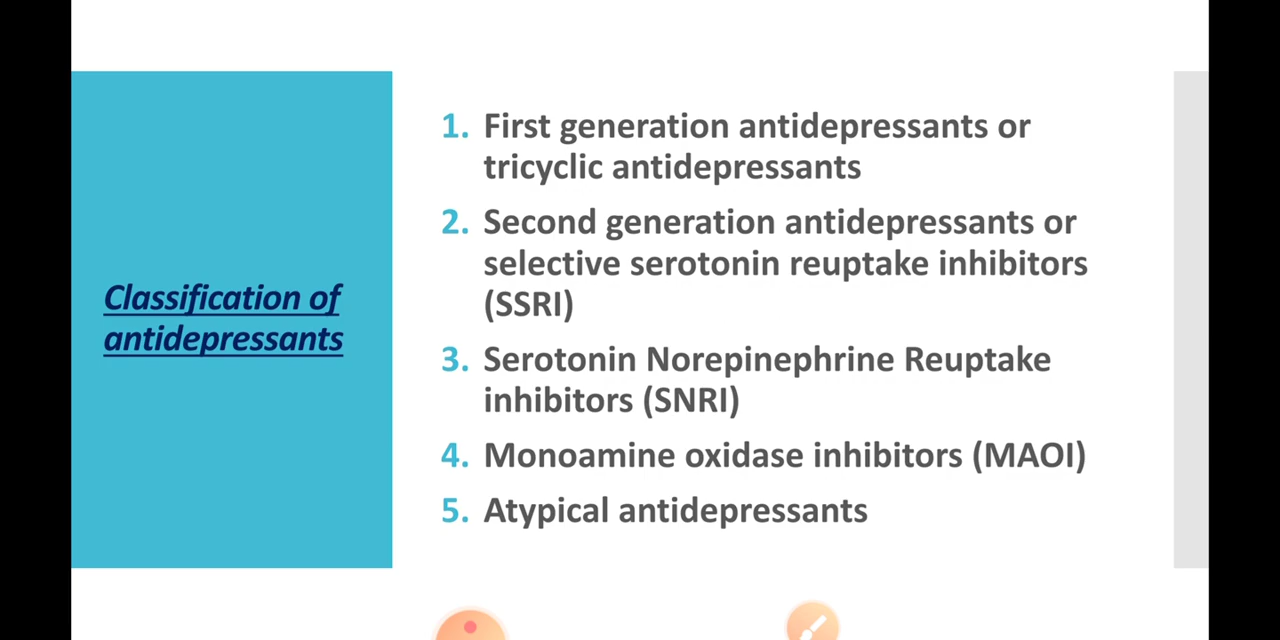 Classification of
antidepressants
1. First generation antidepressants or
tricyclic antidepressants
2. Second generation antidepressants or
selective serotonin reuptake inhibitors
(SSRI)
3. Serotonin Norepinephrine Reuptake
inhibitors (SNRI)
4. Monoamine oxidase inhibitors (MAOI)
5. Atypical antidepressants